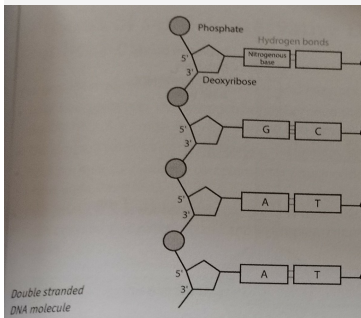 Phosphate
Hydrogen bonds
5'
Nitrogenous
base
3'
Deoxyribose
5'
G
C
3'
5'
A
T
3'
5'
A
T
3'
Double stranded
DNA molecule